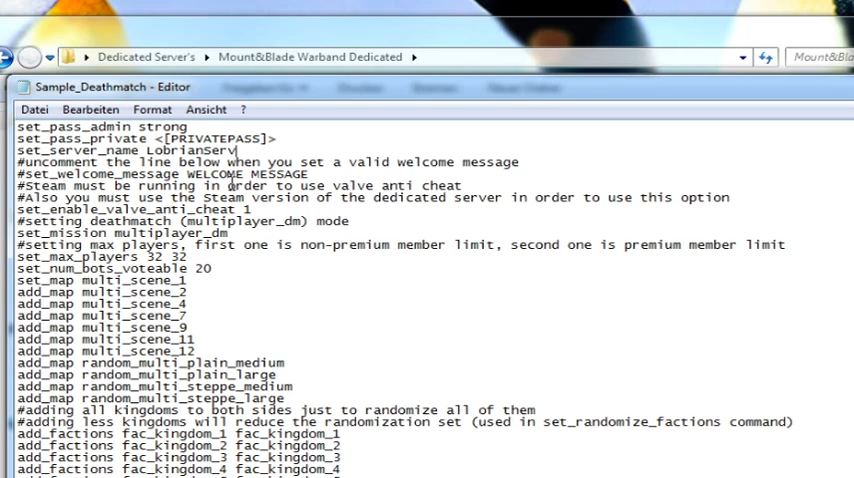 Dedicated Server's Mount&Blade Warband Dedicated Mount&Bla
Sample_Deathmatch - Editor
Datei Bearbeiten Format Ansicht ?
set_pass_admin strong
set_pass_private <[PRIVATEPASS]>
set_server_name LobrianServ
#uncomment the line below when you set a valid welcome message
#set_welcome_message WELCOME MESSAGE
#Steam must be running in order to use valve anti cheat
#Also you must use the Steam version of the dedicated server in order to use this option
set_enable_valve_anti_cheat 1
#setting deathmatch (multiplayer_dm) mode
set_mission multiplayer_dm
#setting max players, first one is non-premium member limit, second one is premium member limit
set_max_players 32 32
set_num_bots_voteable 20
set_map multi_scene_1
add_map multi_scene_2
add_map multi_scene_4
add_map multi_scene_7
add_map multi_scene_9
add_map multi_scene_11
add_map multi_scene_12
add_map random_multi_plain_medium
add_map random_multi_plain_large
add_map random_multi_steppe_medium
add_map random_multi_steppe_large
#adding all kingdoms to both sides just to randomize all of them
#adding less kingdoms will reduce the randomization set (used in set_randomize_factions command)
add_factions fac_kingdom_1 fac_kingdom_1
add_factions fac_kingdom_2 fac_kingdom_2
add_factions fac_kingdom_3 fac_kingdom_3
add_factions fac_kingdom_4 fac_kingdom_4